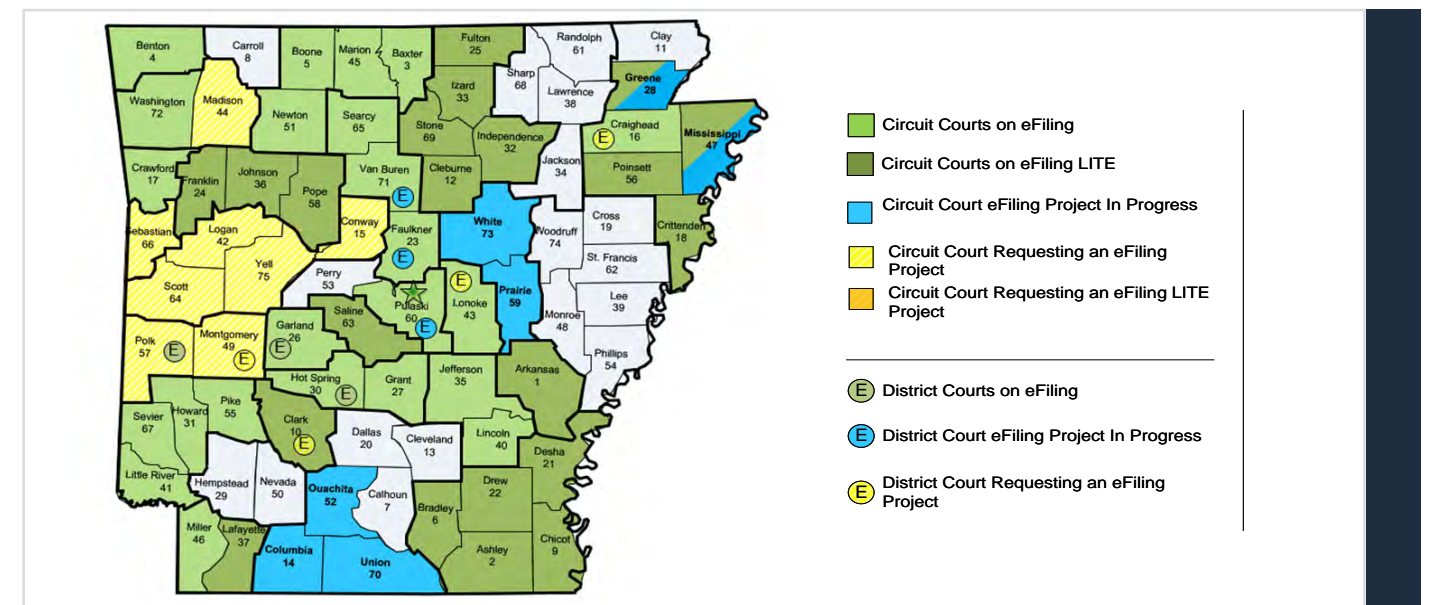 Benton
4
Carroll
8
Boone
5
Marion
45
Baxter
3
Fulton
25
Randolph
61
Clay
11
Sharp
68
Izard
33
Lawrence
38
Greene
28
Washington
72
Madison
44
Newton
51
Searcy
65
Stone
69
Independence
32
Craighead
16
E
Mississippi
47
Jackson
34
Poinsett
56
Crawford
17
Franklin
24
Johnson
36
Pope
58
Van Buren
71
E
Cleburne
12
Sebastian
66
Logan
42
Conway
15
Faulkner
23
E
White
73
Woodruff
74
Cross
19
Crittenden
18
Yell
75
St. Francis
62
Perry
53
Scott
64
E
Lonoke
43
Prairie
59
Lee
39
Pulaski
60
E
Saline
63
Monroe
48
Polk
57
E
Montgomery
49
E
Garland
26
E
Phillips
54
Hot Spring
30
E
Grant
27
Jefferson
35
Arkansas
1
Sevier
67
Howard
31
Pike
55
Clark
10
E
Dallas
20
Cleveland
13
Lincoln
40
Desha
21
Little River
41
Hempstead
29
Nevada
50
Ouachita
52
Calhoun
7
Drew
22
Bradley
6
Miller
46
Lafayette
37
Columbia
14
Union
70
Ashley
2
Chicot
9
Circuit Courts on eFiling
Circuit Courts on eFiling LITE
Circuit Court eFiling Project In Progress
Circuit Court Requesting an eFiling
Project
Circuit Court Requesting an eFiling LITE
Project
E District Courts on eFiling
E District Court eFiling Project In Progress
E District Court Requesting an eFiling
Project